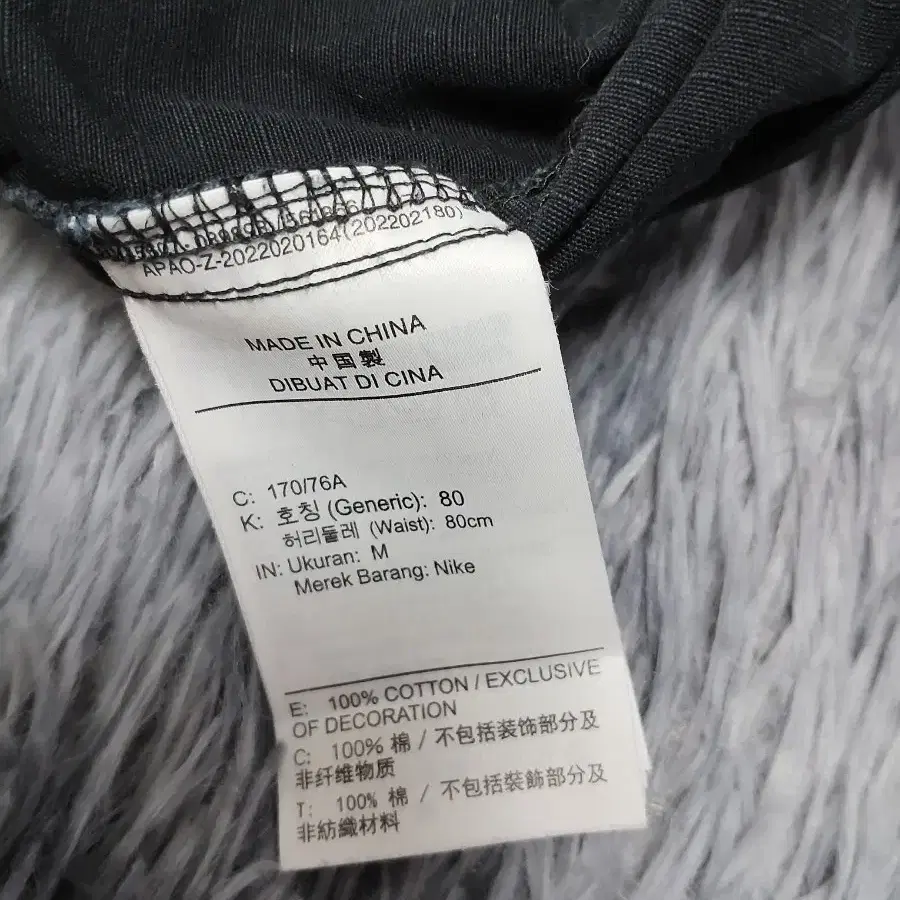 APAO-Z-2022020164(202202180)
MADE IN CHINA
中国製
DIBUAT DI CINA
C: 170/76A
K: 호칭 (Generic): 80
허리둘레 (Waist): 80cm
IN: Ukuran: M
Merek Barang: Nike
E: 100% COTTON / EXCLUSIVE
OF DECORATION
C: 100% 棉 / 不包括装饰部分及
非纤维物质
T: 100% 棉 / 不包括裝飾部分及
非紡織材料